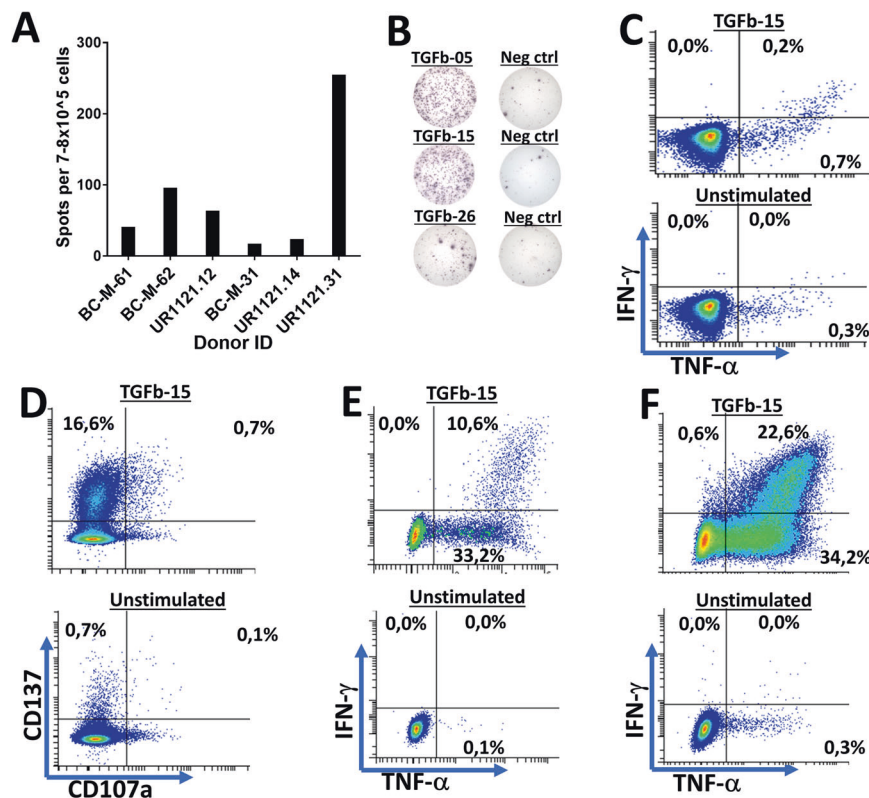 A
Spots per 7-8x10^5 cells
300
200
100
0
BC-M-61
BC-M-62
UR1121.12
BC-M-31
UR1121.14
UR1121.31
Donor ID
B
TGFb-05
Neg ctrl
TGFb-15
Neg ctrl
TGFb-26
Neg ctrl
C
TGFb-15
0,0%
0,2%
0,7%
Unstimulated
0,0%
0,0%
0,3%
IFN-γ
TNF-α
D
TGFb-15
16,6%
0,7%
Unstimulated
0,7%
0,1%
CD137
CD107a
E
TGFb-15
0,0%
10,6%
33,2%
Unstimulated
0,0%
0,0%
0,1%
IFN-γ
TNF-α
F
TGFb-15
0,6%
22,6%
34,2%
Unstimulated
0,0%
0,0%
0,3%
IFN-γ
TNF-α